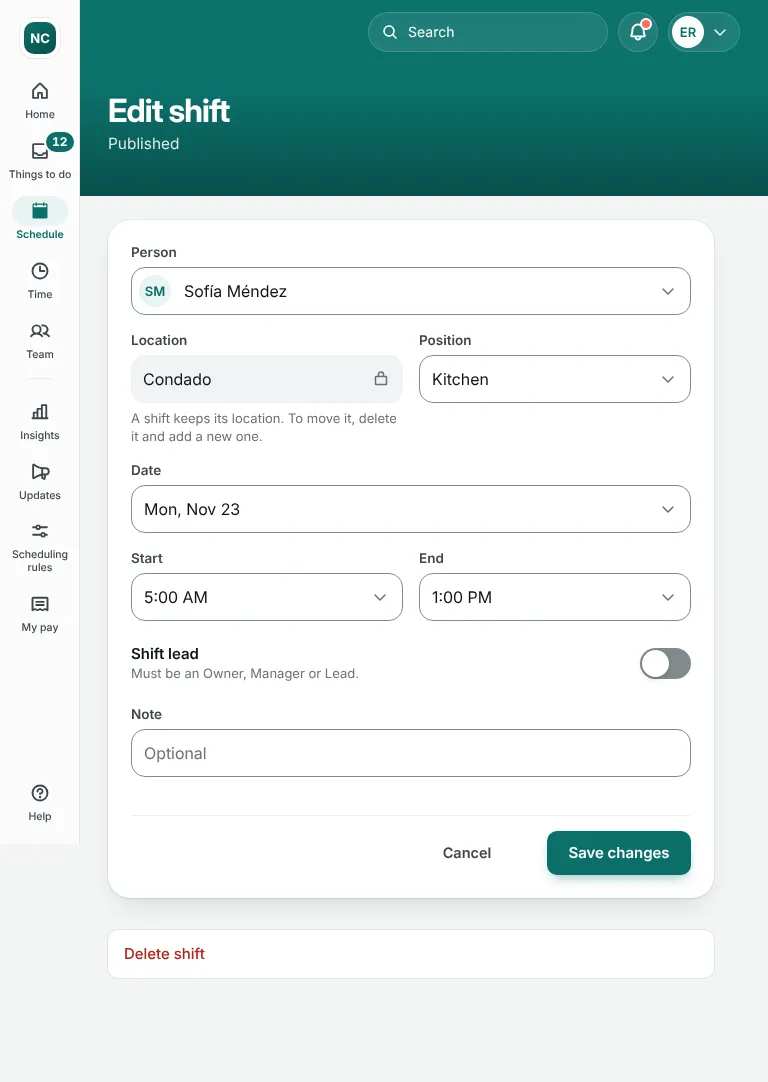 NC
Search
ER
Home
12
Things to do
Schedule
Time
Team
Insights
Updates
Scheduling
rules
My pay
Help
Edit shift
Published
Person
SM
Sofía Méndez
Location
Position
Condado
Kitchen
A shift keeps its location. To move it, delete
it and add a new one.
Date
Mon, Nov 23
Start
End
5:00 AM
1:00 PM
Shift lead
Must be an Owner, Manager or Lead.
Note
Optional
Cancel
Save changes
Delete shift